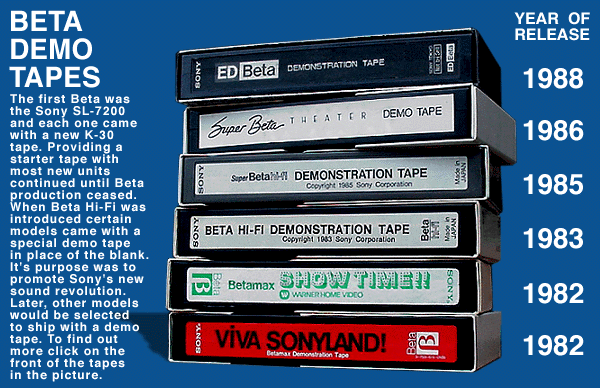 BETA
DEMO
TAPES
The first Beta was
the Sony SL-7200
and each one came
with a new K-30
tape. Providing a
starter tape with
most new units
continued until Beta
production ceased.
When Beta Hi-Fi was
introduced certain
models came with a
special demo tape
in place of the blank.
It's purpose was to
promote Sony's new
sound revolution.
Later, other models
would be selected
to ship with a demo
tape. To find out
more click on the
front of the tapes
in the picture.
YEAR OF
RELEASE
SONY ED Beta DEMONSTRATION TAPE ED Beta
1988
Super Beta THEATER DEMO TAPE
1986
SONY SuperBeta hi-fi DEMONSTRATION TAPE Made in JAPAN
Copyright 1985 Sony Corporation
1985
SONY BETA HI-FI DEMONSTRATION TAPE Beta hi-fi Made in JAPAN
Copyright 1983 Sony Corporation
1983
Beta Betamax SHOWTIME!! SONY
WARNER HOME VIDEO
1982
SONY VIVA SONYLAND! Beta
Betamax Demonstration Tape
1982